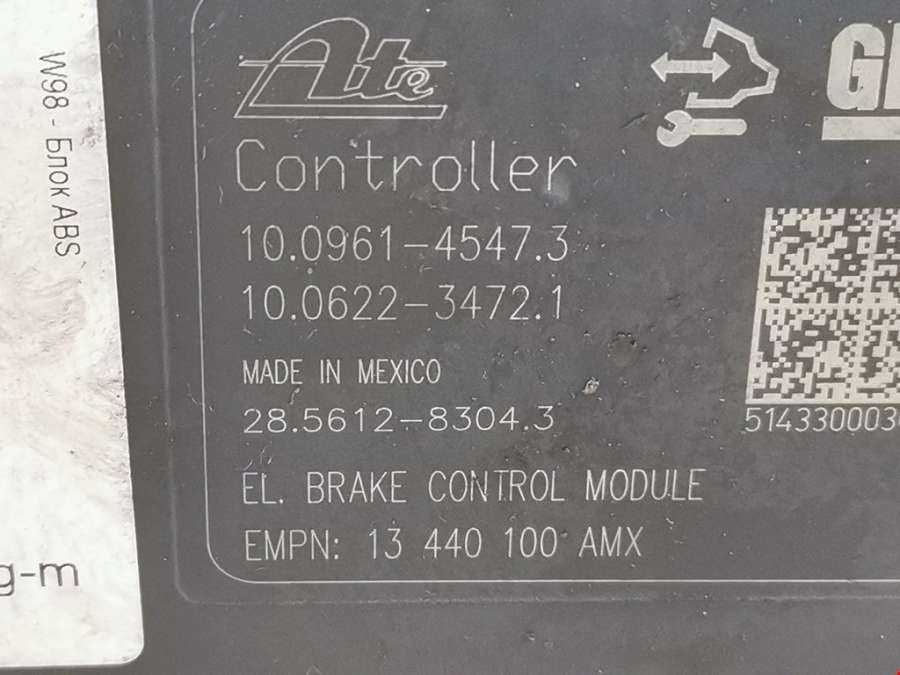 W98 - Блок ABS
g-m
Ate
Controller
10.0961-4547.3
10.0622-3472.1
MADE IN MEXICO
28.5612-8304.3
EL. BRAKE CONTROL MODULE
EMPN: 13 440 100 AMX
514330003